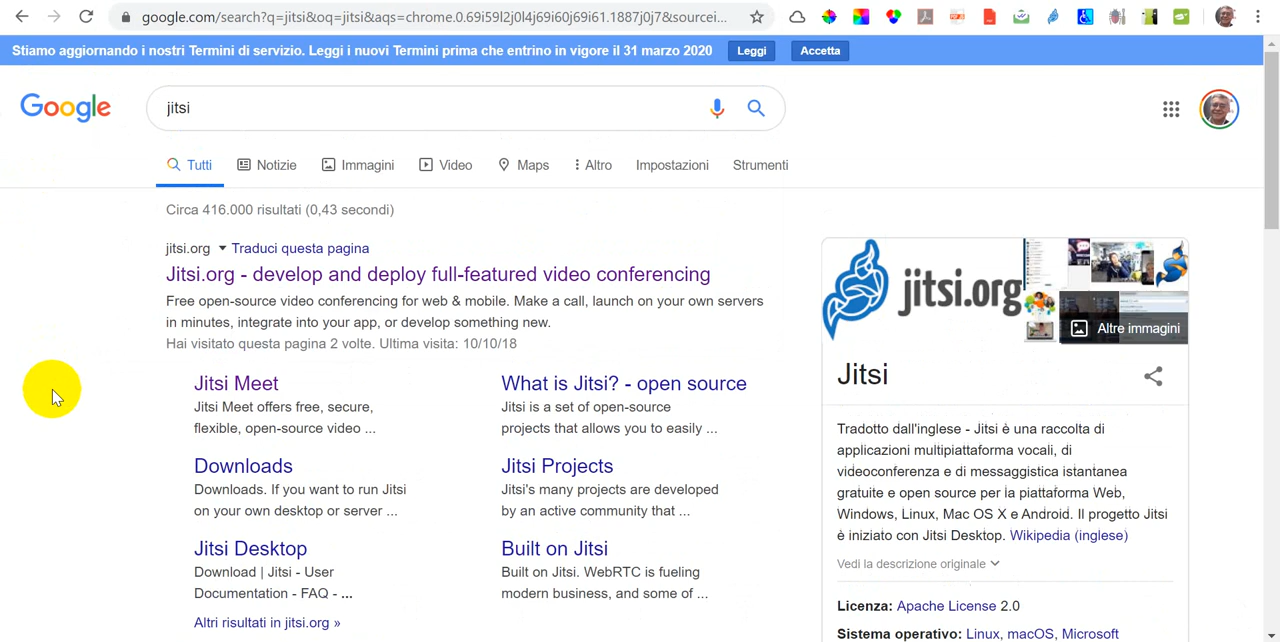 google.com/search?q=jitsi&oq=jitsi&aqs=chrome.0.69i59l2j0l4j69i60j69i61.1887j0j7&sourcei...
Stiamo aggiornando i nostri Termini di servizio. Leggi i nuovi Termini prima che entrino in vigore il 31 marzo 2020 Leggi Accetta
Google
jitsi
Tutti Notizie Immagini Video Maps Altro Impostazioni Strumenti
Circa 416.000 risultati (0,43 secondi)
jitsi.org Traduci questa pagina
Jitsi.org - develop and deploy full-featured video conferencing
Free open-source video conferencing for web & mobile. Make a call, launch on your own servers
in minutes, integrate into your app, or develop something new.
Hai visitato questa pagina 2 volte. Ultima visita: 10/10/18
Jitsi Meet
Jitsi Meet offers free, secure,
flexible, open-source video ...
What is Jitsi? - open source
Jitsi is a set of open-source
projects that allows you to easily ...
Downloads
Downloads. If you want to run Jitsi
on your own desktop or server ...
Jitsi Projects
Jitsi's many projects are developed
by an active community that ...
Jitsi Desktop
Download | Jitsi - User
Documentation - FAQ - ...
Built on Jitsi
Built on Jitsi. WebRTC is fueling
modern business, and some of ...
Altri risultati in jitsi.org »
jitsi.org
Altre immagini
Jitsi
Tradotto dall'inglese - Jitsi è una raccolta di
applicazioni multipiattaforma vocali, di
videoconferenza e di messaggistica istantanea
gratuite e open source per la piattaforma Web,
Windows, Linux, Mac OS X e Android. Il progetto Jitsi
è iniziato con Jitsi Desktop. Wikipedia (inglese)
Vedi la descrizione originale
Licenza: Apache License 2.0
Sistema operativo: Linux, macOS, Microsoft